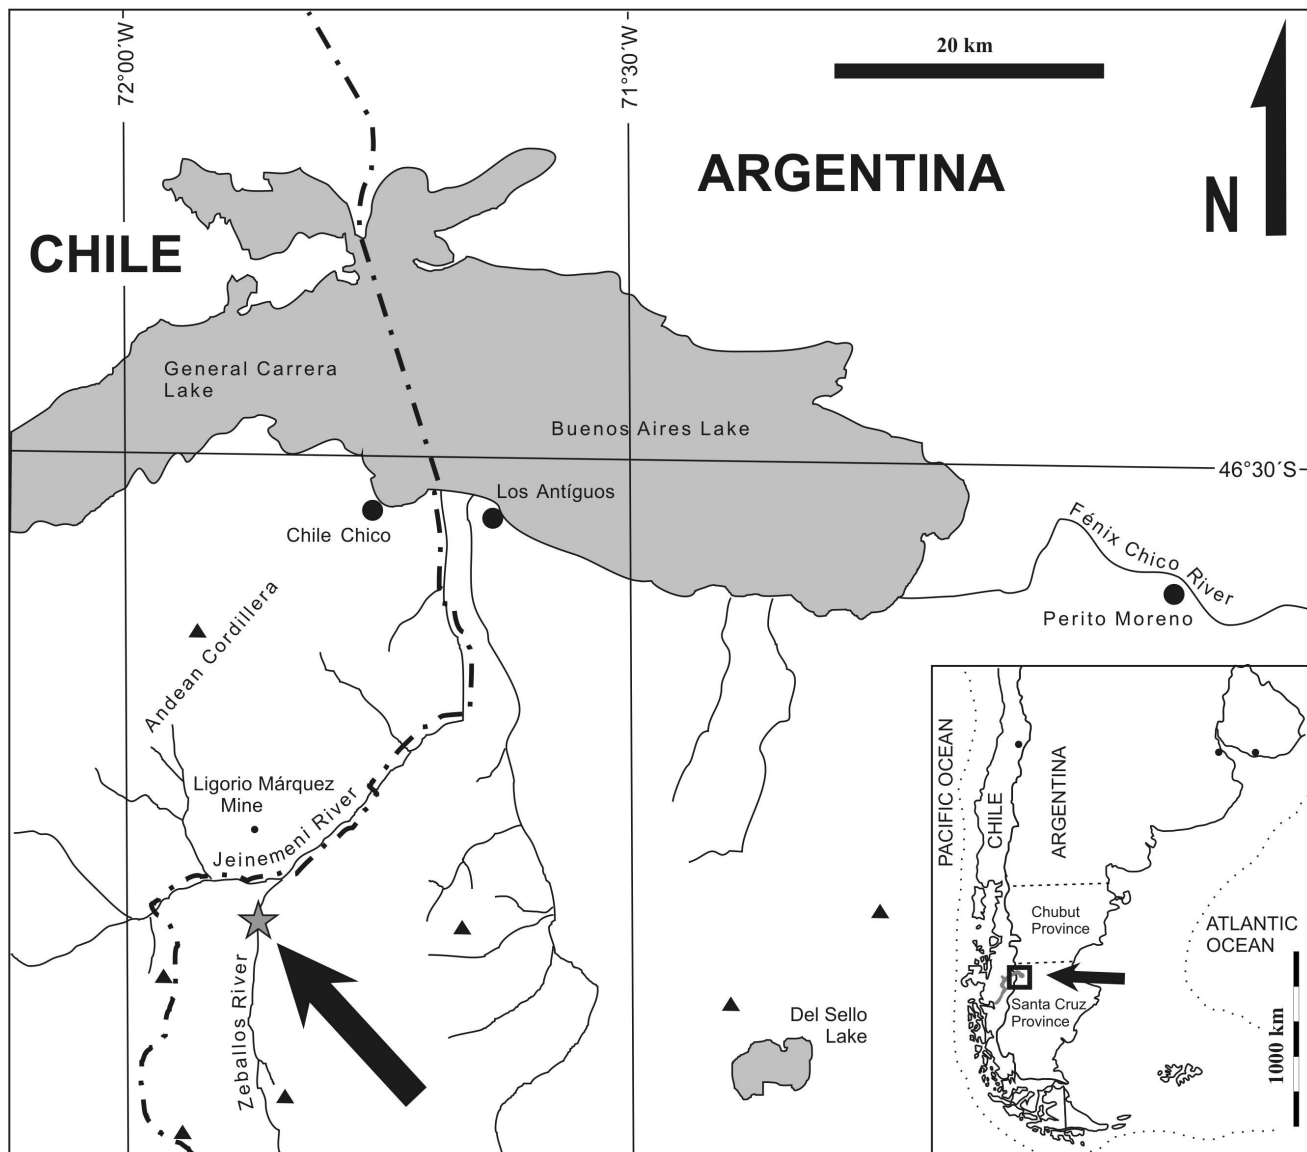 72°00´W
71°30´W
20 km
ARGENTINA
N
CHILE
General Carrera
Lake
Buenos Aires Lake
46°30´S
Los Antíguos
Chile Chico
Fénix Chico River
Perito Moreno
Andean Cordillera
Ligorio Márquez
Mine
Jeinemeni River
Zeballos River
Del Sello
Lake
PACIFIC OCEAN
CHILE
ARGENTINA
Chubut
Province
ATLANTIC
OCEAN
Santa Cruz
Province
1000 km